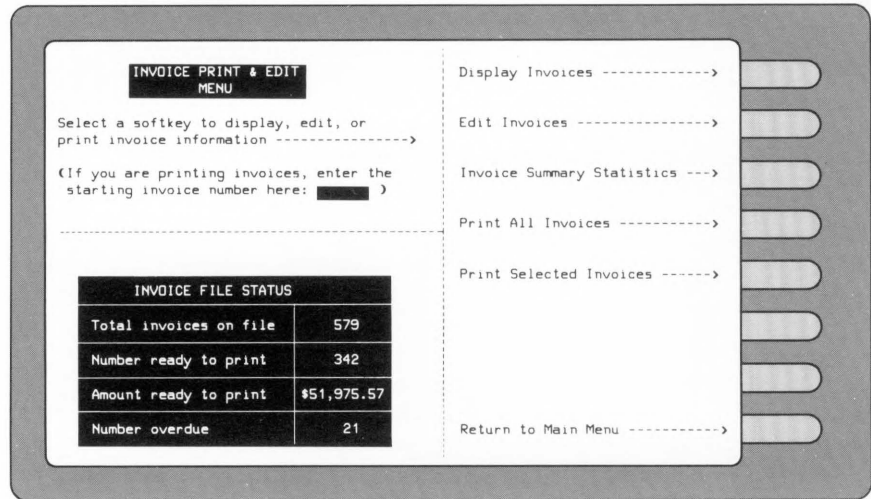 INVOICE PRINT & EDIT
MENU
Select a softkey to display, edit, or
print invoice information ---------------->
(If you are printing invoices, enter the
starting invoice number here: )
INVOICE FILE STATUS
Total invoices on file 579
Number ready to print 342
Amount ready to print $51,975.57
Number overdue 21
Display Invoices ------------->
Edit Invoices ---------------->
Invoice Summary Statistics --->
Print All Invoices ----------->
Print Selected Invoices ------>
Return to Main Menu ----------->